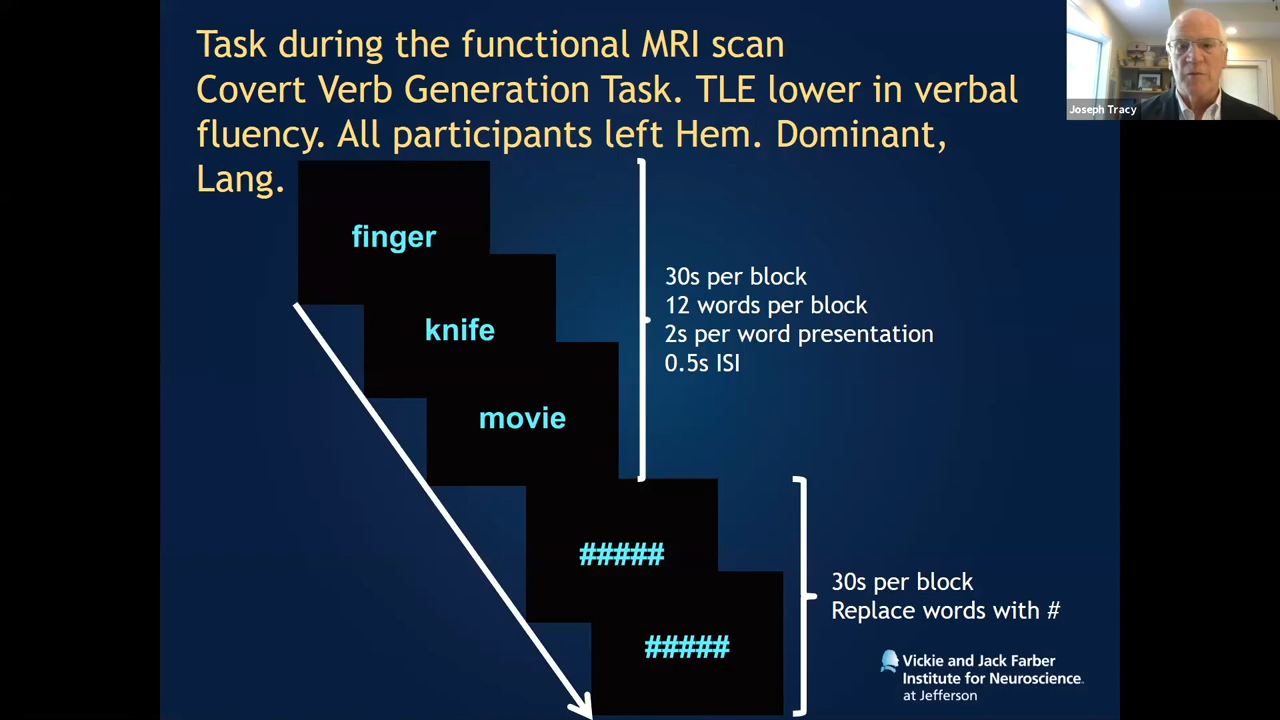 Task during the functional MRI scan
Covert Verb Generation Task. TLE lower in verbal
fluency. All participants left Hem. Dominant,
Lang.
Joseph Tracy
finger
knife
movie
30s per block
12 words per block
2s per word presentation
0.5s ISI
#####
#####
30s per block
Replace words with #
Vickie and Jack Farber
Institute for Neuroscience.
at Jefferson